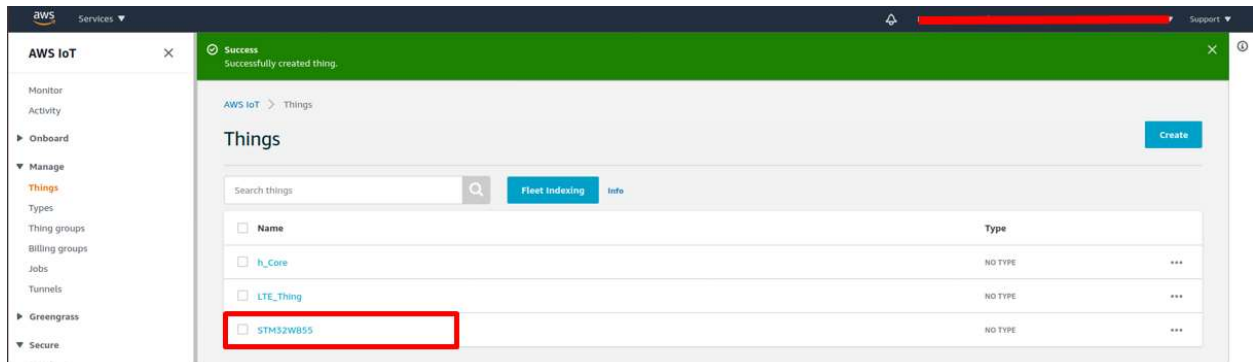 aws Services ▼ Support ▼
AWS IoT ×
Success
Successfully created thing.
Monitor
Activity
▶ Onboard
▼ Manage
Things
Types
Thing groups
Billing groups
Jobs
Tunnels
▶ Greengrass
▼ Secure
AWS IoT > Things
Things
Create
Search things Fleet Indexing Info
Name Type
h_Core NO TYPE •••
LTE_Thing NO TYPE •••
STM32WB55 NO TYPE •••